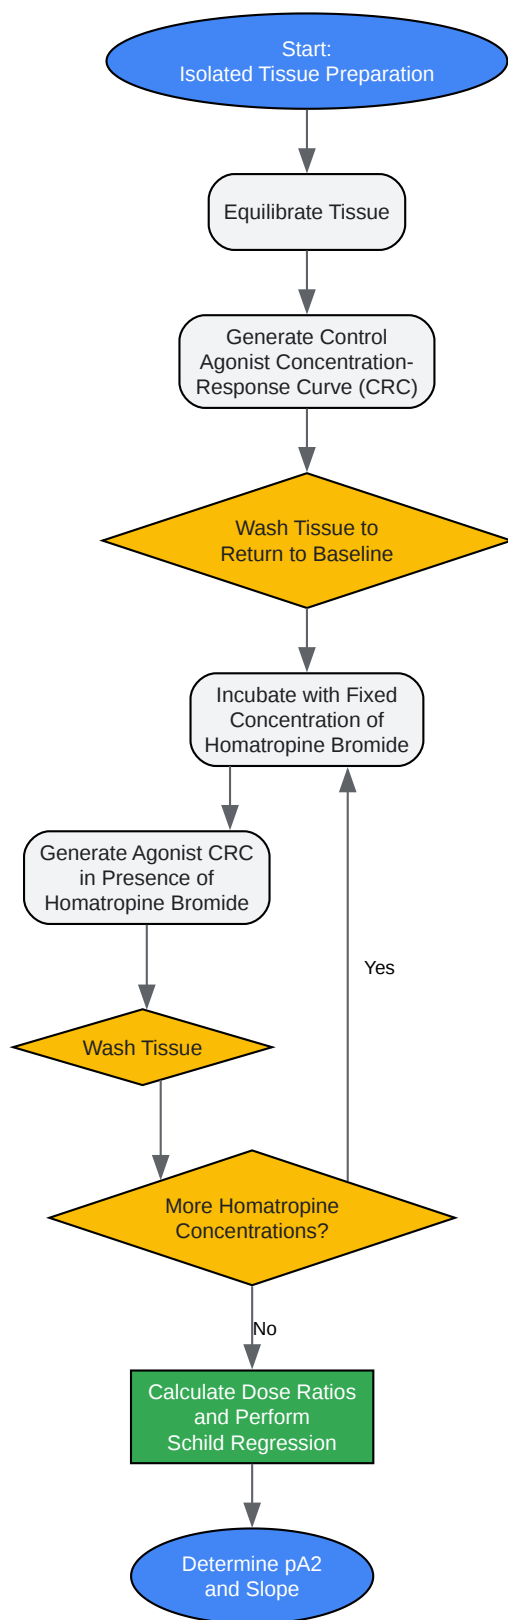 Start:
Isolated Tissue Preparation
Equilibrate Tissue
Generate Control
Agonist Concentration-
Response Curve (CRC)
Wash Tissue to
Return to Baseline
Incubate with Fixed
Concentration of
Homatropine Bromide
Generate Agonist CRC
in Presence of
Homatropine Bromide
Yes
Wash Tissue
More Homatropine
Concentrations?
No
Calculate Dose Ratios
and Perform
Schild Regression
Determine pA2
and Slope